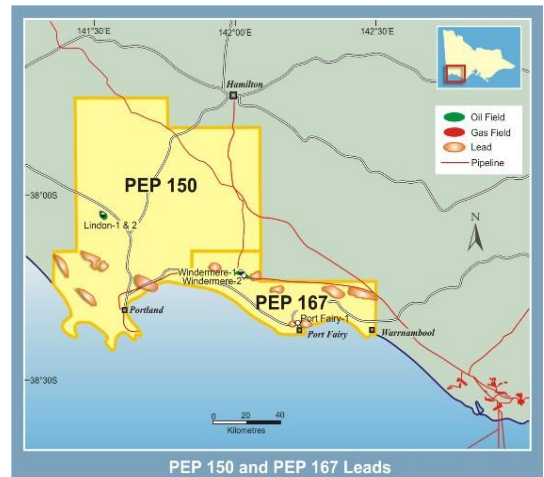 141°30'E
142°00'E
142°30'E
Hamilton
Oil Field
Gas Field
Lead
Pipeline
PEP 150
38°00'S
Lindon-1 & 2
N
Windermere-1
Windermere-2
PEP 167
Portland
Port Fairy-1
Port Fairy
Warrnambool
38°30'S
0 20 40
Kilometres
PEP 150 and PEP 167 Leads